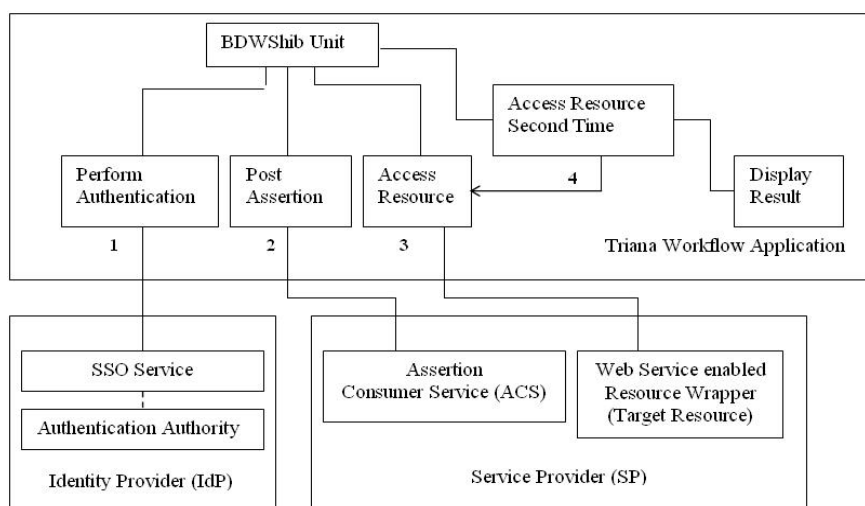 BDWShib Unit
Access Resource
Second Time
Perform
Authentication
Post
Assertion
Access
Resource
4
Display
Result
1
2
3
Triana Workflow Application
SSO Service
Authentication Authority
Identity Provider (IdP)
Assertion
Consumer Service (ACS)
Web Service enabled
Resource Wrapper
(Target Resource)
Service Provider (SP)